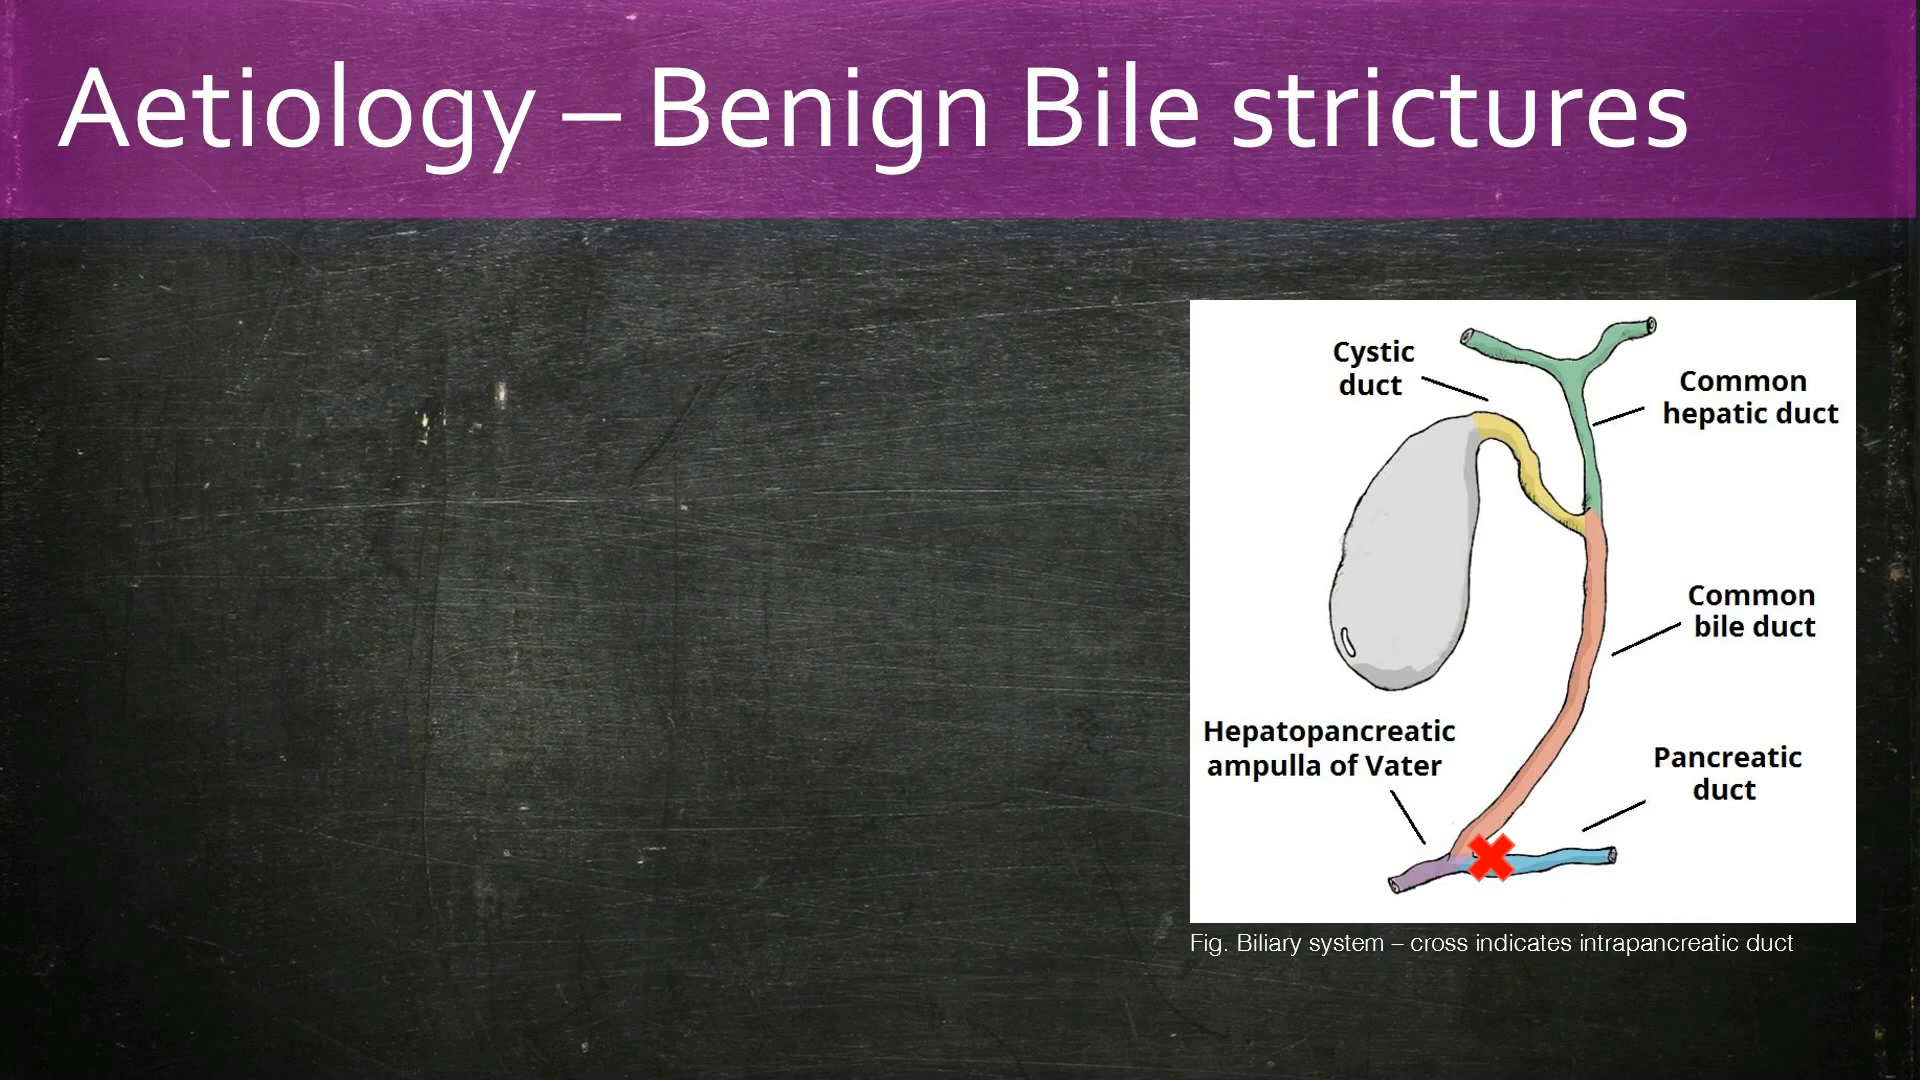 Aetiology – Benign Bile strictures
Cystic
duct
Common
hepatic duct
Common
bile duct
Hepatopancreatic
ampulla of Vater
Pancreatic
duct
Fig. Biliary system – cross indicates intrapancreatic duct